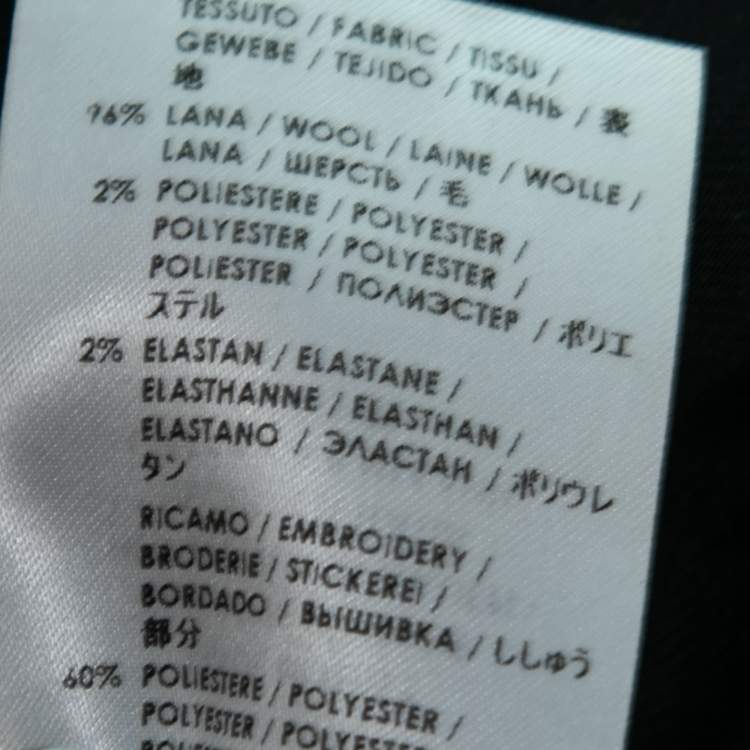 TESSUTO / FABRIC / TISSU /
GEWEBE / TEJIDO / ТКАНЬ / 表
地
96% LANA / WOOL / LAINE / WOLLE /
LANA / ШЕРСТЬ / 毛
2% POLIESTERE / POLYESTER /
POLYESTER / POLYESTER /
POLIESTER / ПОЛИЭСТЕР / ポリエ
ステル
2% ELASTAN / ELASTANE /
ELASTHANNE / ELASTHAN /
ELASTANO / ЭЛАСТАН / ポリウレ
タン
RICAMO / EMBROIDERY /
BRODERIE / STICKEREI /
BORDADO / ВЫШИВКА / ししゅう
部分
60% POLIESTERE / POLYESTER /
POLYESTER / POLYESTER